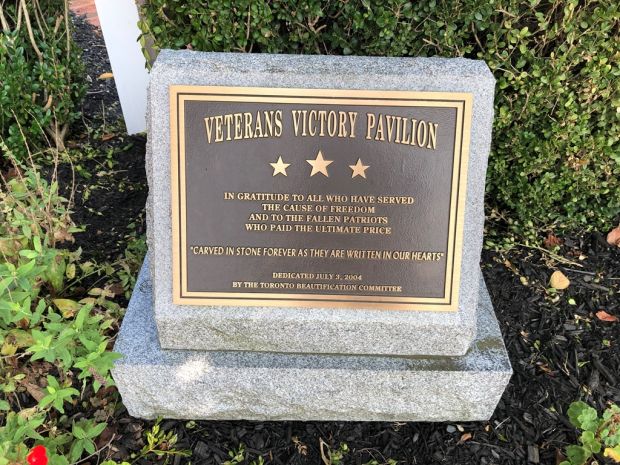 VETERANS VICTORY PAVILION
IN GRATITUDE TO ALL WHO HAVE SERVED
THE CAUSE OF FREEDOM
AND TO THE FALLEN PATRIOTS
WHO PAID THE ULTIMATE PRICE
"CARVED IN STONE FOREVER AS THEY ARE WRITTEN IN OUR HEARTS"
DEDICATED JULY 3, 2004
BY THE TORONTO BEAUTIFICATION COMMITTEE